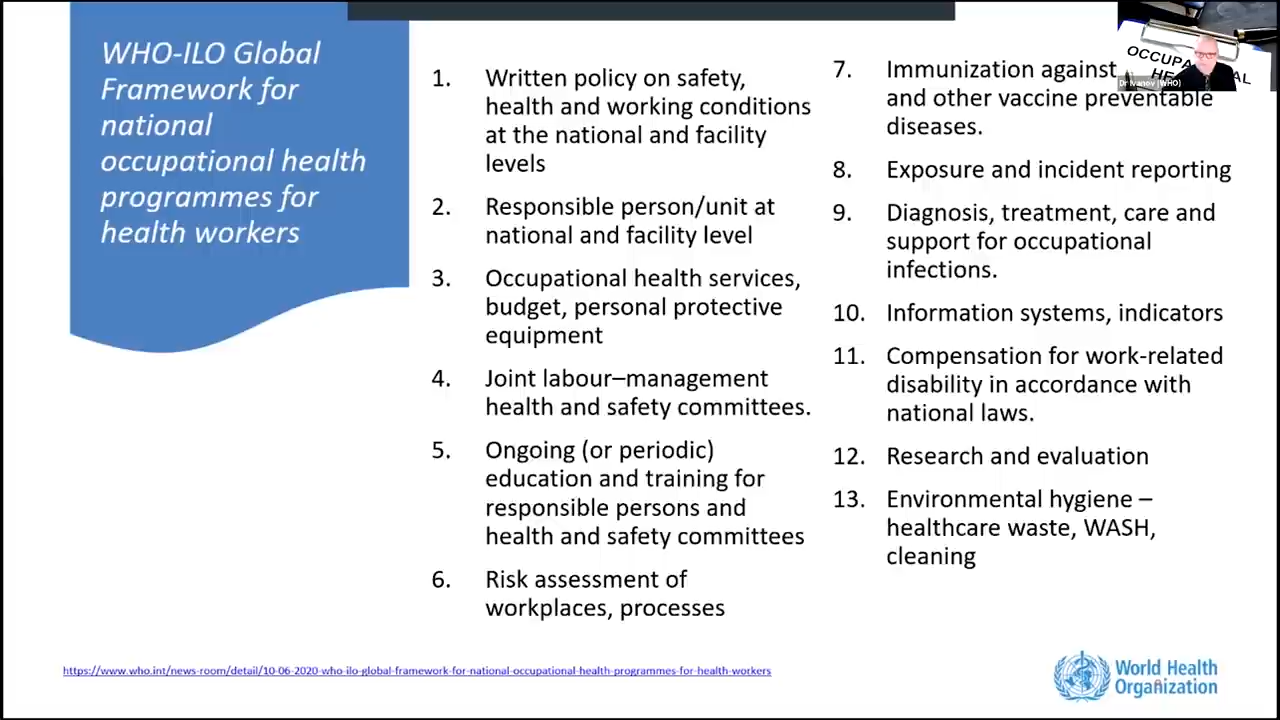 WHO-ILO Global
Framework for
national
occupational health
programmes for
health workers
1. Written policy on safety,
health and working conditions
at the national and facility
levels
2. Responsible person/unit at
national and facility level
3. Occupational health services,
budget, personal protective
equipment
4. Joint labour–management
health and safety committees.
5. Ongoing (or periodic)
education and training for
responsible persons and
health and safety committees
6. Risk assessment of
workplaces, processes
7. Immunization against
and other vaccine preventable
diseases.
8. Exposure and incident reporting
9. Diagnosis, treatment, care and
support for occupational
infections.
10. Information systems, indicators
11. Compensation for work-related
disability in accordance with
national laws.
12. Research and evaluation
13. Environmental hygiene –
healthcare waste, WASH,
cleaning
Dr Ivanov (WHO)
https://www.who.int/news-room/detail/10-06-2020-who-ilo-global-framework-for-national-occupational-health-programmes-for-health-workers
World Health
Organization